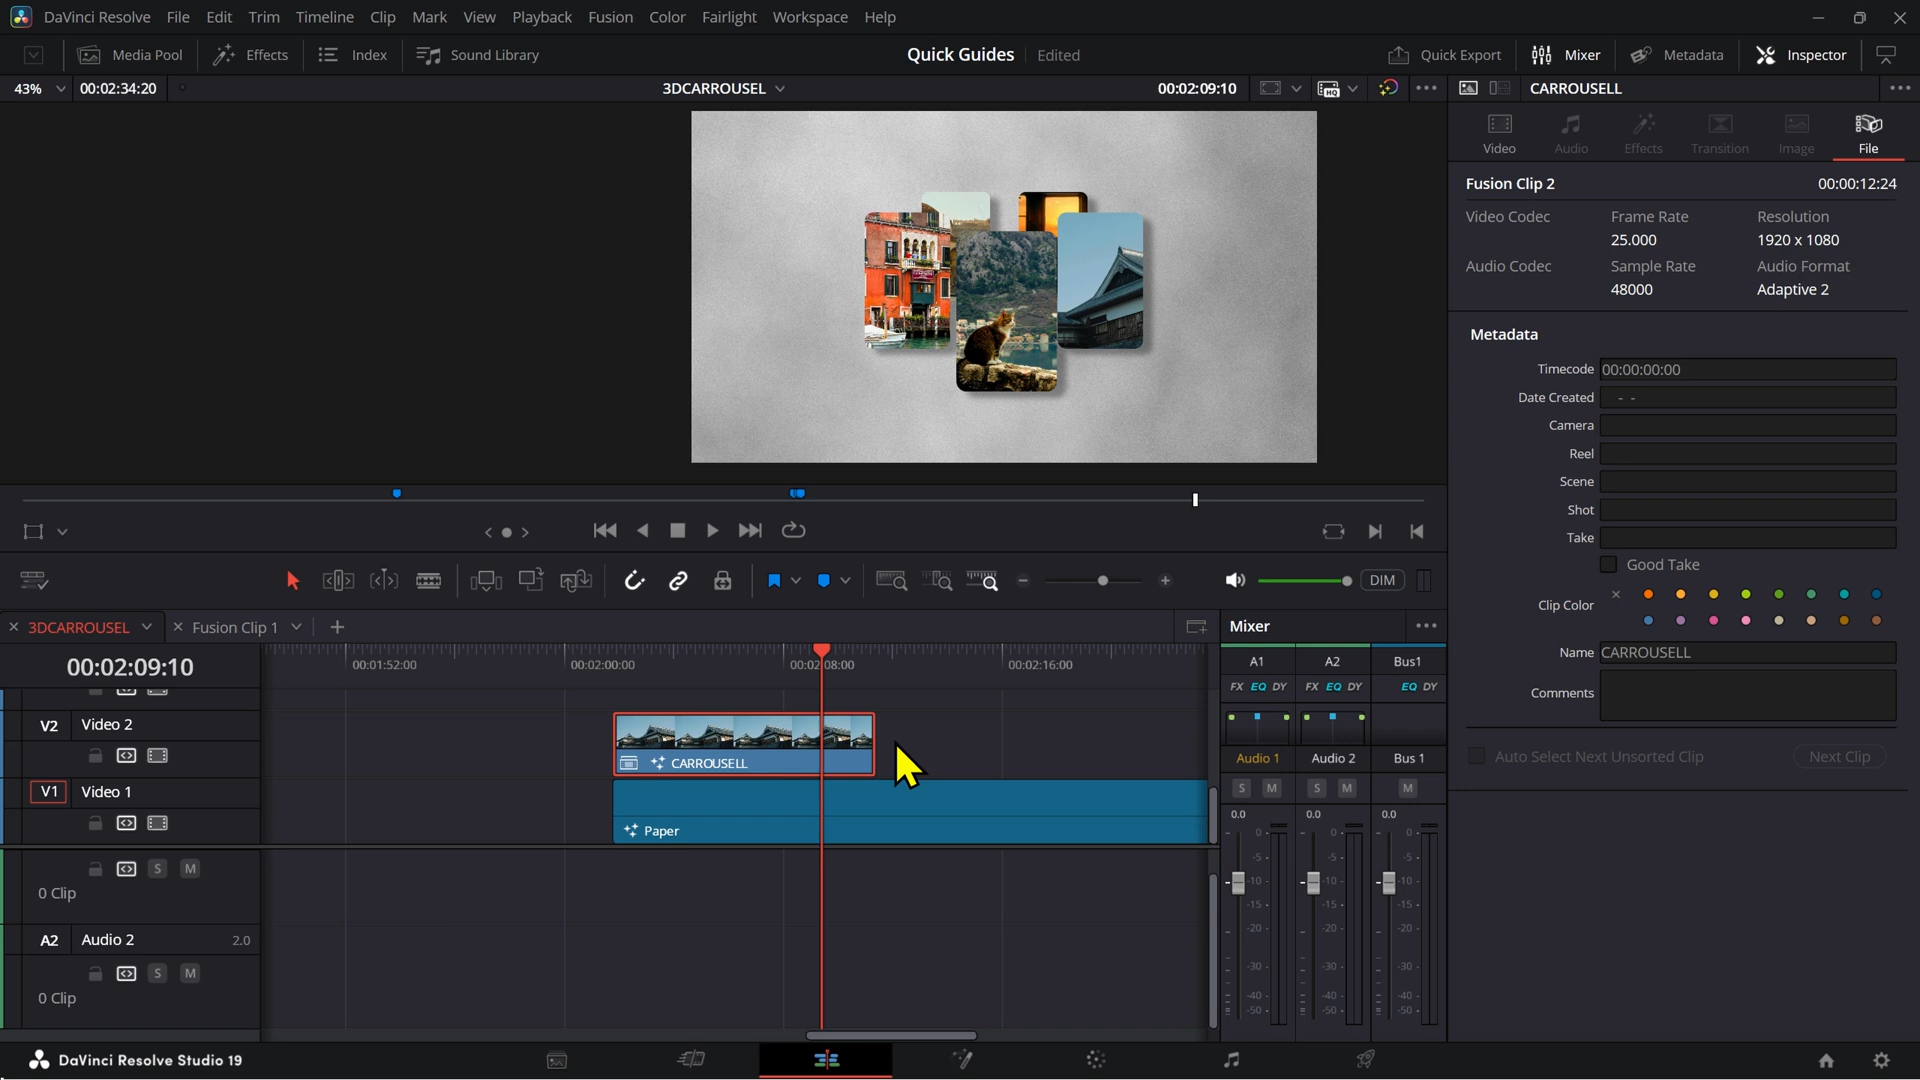 DaVinci Resolve File Edit Trim Timeline Clip Mark View Playback Fusion Color Fairlight Workspace Help
Media Pool Effects Index Sound Library Quick Guides Edited Quick Export Mixer Metadata Inspector
43% 00:02:34:20 3DCARROUSEL 00:02:09:10 CARROUSELL
Video Audio Effects Transition Image File
Fusion Clip 2 00:00:12:24
Video Codec Frame Rate Resolution
25.000 1920 x 1080
Audio Codec Sample Rate Audio Format
48000 Adaptive 2
Metadata
Timecode 00:00:00:00
Date Created - -
Camera
Reel
Scene
Shot
Take
Good Take
Clip Color
Name CARROUSELL
Comments
Auto Select Next Unsorted Clip Next Clip
DIM
3DCARROUSEL Fusion Clip 1
00:02:09:10 00:01:52:00 00:02:00:00 00:02:08:00 00:02:16:00
V2 Video 2
CARROUSELL
V1 Video 1
Paper
S M
0 Clip
A2 Audio 2 2.0
S M
0 Clip
Mixer
A1 A2 Bus1
FX EQ DY FX EQ DY EQ DY
Audio 1 Audio 2 Bus 1
S M S M M
0.0 0.0 0.0
0- 0- 0-
-5- -5- -5-
-10- -10- -10-
-15- -15- -15-
-20- -20- -20-
-30- -30- -30-
-40- -40- -40-
-50- -50- -50-
DaVinci Resolve Studio 19